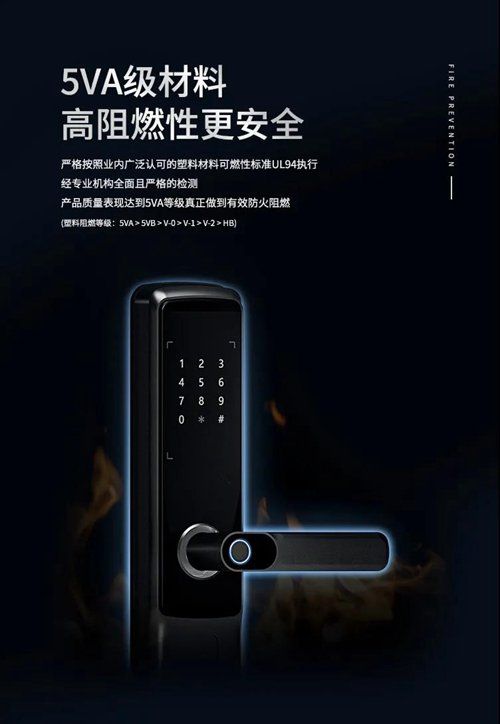 5VA级材料
高阻燃性更安全
严格按照业内广泛认可的塑料材料可燃性标准UL94执行
经专业机构全面且严格的检测
产品质量表现达到5VA等级真正做到有效防火阻燃
(塑料阻燃等级：5VA > 5VB > V-0 > V-1 > V-2 > HB)
FIRE PREVENTION
1 2 3
4 5 6
7 8 9
0 * #